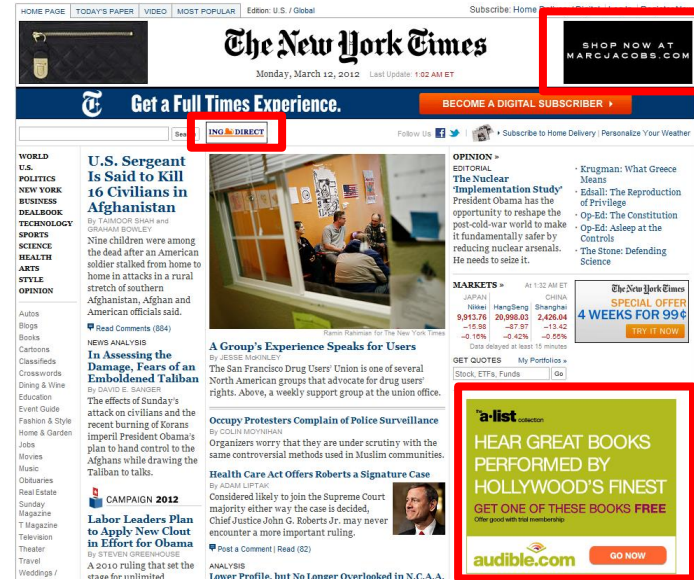 HOME PAGE TODAY'S PAPER VIDEO MOST POPULAR Edition: U.S. / Global
Subscribe: Home
The New York Times
Monday, March 12, 2012 Last Update: 1:02 AM ET
SHOP NOW AT
MARCJACOBS.COM
Get a Full Times Experience.
BECOME A DIGITAL SUBSCRIBER
ING DIRECT
Follow Us
Subscribe to Home Delivery | Personalize Your Weather
WORLD
U.S.
POLITICS
NEW YORK
BUSINESS
DEALBOOK
TECHNOLOGY
SPORTS
SCIENCE
HEALTH
ARTS
STYLE
OPINION
Autos
Blogs
Books
Cartoons
Classifieds
Crosswords
Dining & Wine
Education
Event Guide
Fashion & Style
Home & Garden
Jobs
Movies
Music
Obituaries
Real Estate
Sunday
Magazine
T Magazine
Television
Theater
Travel
Weddings /
U.S. Sergeant
Is Said to Kill
16 Civilians in
Afghanistan
By TAIMOOR SHAH and
GRAHAM BOWLEY
Nine children were among
the dead after an American
soldier stalked from home to
home in attacks in a rural
stretch of southern
Afghanistan, Afghan and
American officials said.
Read Comments (884)
NEWS ANALYSIS
In Assessing the
Damage, Fears of an
Emboldened Taliban
By DAVID E. SANGER
The effects of Sunday's
attack on civilians and the
recent burning of Korans
imperil President Obama's
plan to hand control to the
Afghans while drawing the
Taliban to talks.
CAMPAIGN 2012
Labor Leaders Plan
to Apply New Clout
in Effort for Obama
By STEVEN GREENHOUSE
A 2010 ruling that set the
stage for unlimited
Ramin Rahimian for The New York Times
A Group's Experience Speaks for Users
By JESSE McKINLEY
The San Francisco Drug Users' Union is one of several
North American groups that advocate for drug users'
rights. Above, a weekly support group at the union office.
Occupy Protesters Complain of Police Surveillance
By COLIN MOYNIHAN
Organizers worry that they are under scrutiny with the
same controversial methods used in Muslim communities.
Health Care Act Offers Roberts a Signature Case
By ADAM LIPTAK
Considered likely to join the Supreme Court
majority either way the case is decided,
Chief Justice John G. Roberts Jr. may never
encounter a more important ruling.
Post a Comment | Read (82)
ANALYSIS
Lower Profile, but No Longer Overlooked in N.C.A.A.
OPINION »
EDITORIAL
The Nuclear
'Implementation Study'
President Obama has the
opportunity to reshape the
post-cold-war world to make
it fundamentally safer by
reducing nuclear arsenals.
He needs to seize it.
· Krugman: What Greece
Means
· Edsall: The Reproduction
of Privilege
· Op-Ed: The Constitution
· Op-Ed: Asleep at the
Controls
· The Stone: Defending
Science
MARKETS » At 1:32 AM ET
JAPAN CHINA
Nikkei HangSeng Shanghai
9,913.76 20,998.03 2,426.04
−15.98 −87.97 −13.42
−0.16% −0.42% −0.55%
Data delayed at least 15 minutes
GET QUOTES My Portfolios »
Stock, ETFs, Funds Go
The New York Times
SPECIAL OFFER
4 WEEKS FOR 99¢
TRY IT NOW
The a·list collection
HEAR GREAT BOOKS
PERFORMED BY
HOLLYWOOD'S FINEST
GET ONE OF THESE BOOKS FREE
Offer good with trial membership
audible.com
GO NOW